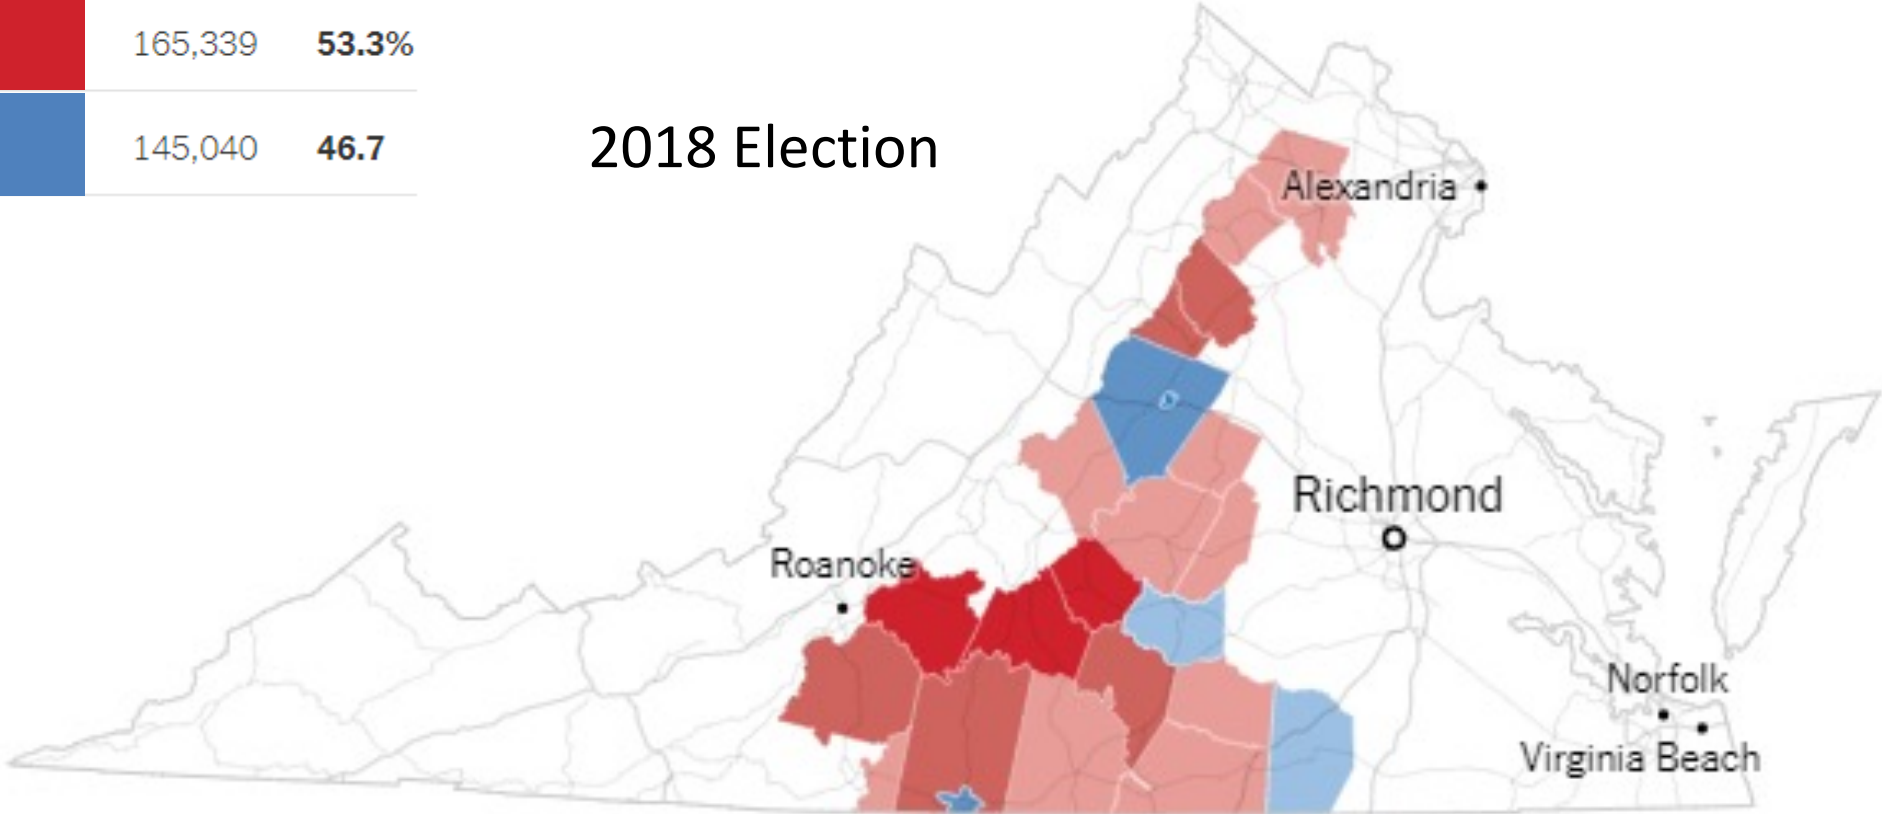 165,339 53.3%
145,040 46.7
2018 Election
Alexandria
Richmond
Roanoke
Norfolk
Virginia Beach